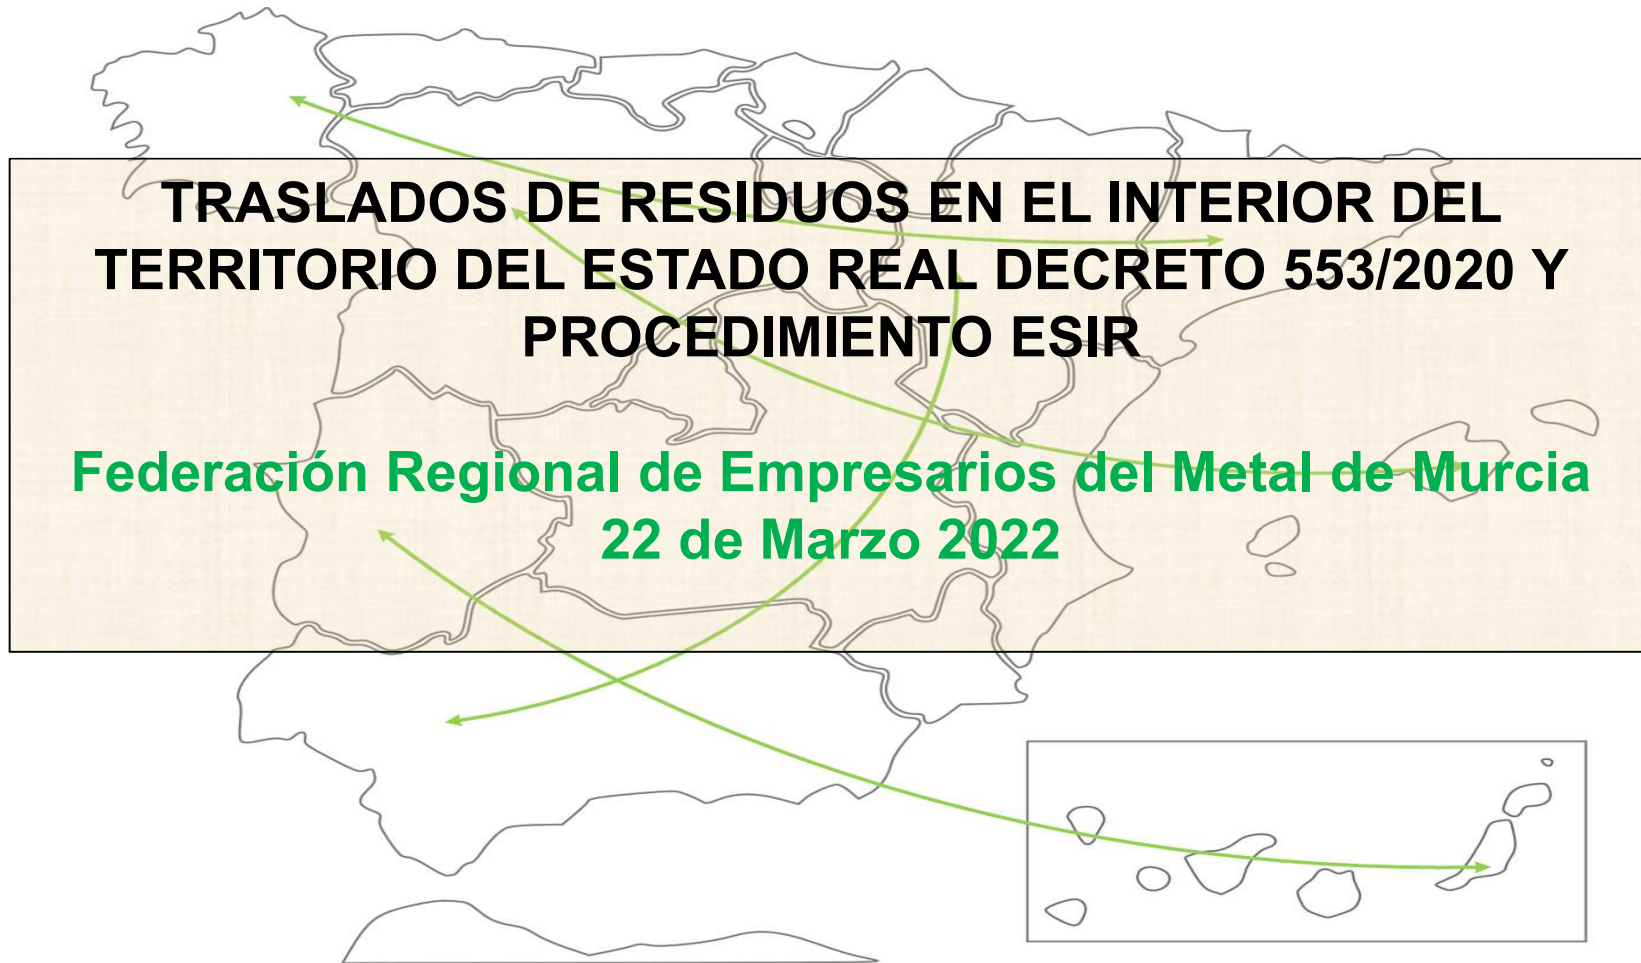 TRASLADOS DE RESIDUOS EN EL INTERIOR DEL
TERRITORIO DEL ESTADO REAL DECRETO 553/2020 Y
PROCEDIMIENTO ESIR
Federación Regional de Empresarios del Metal de Murcia
22 de Marzo 2022